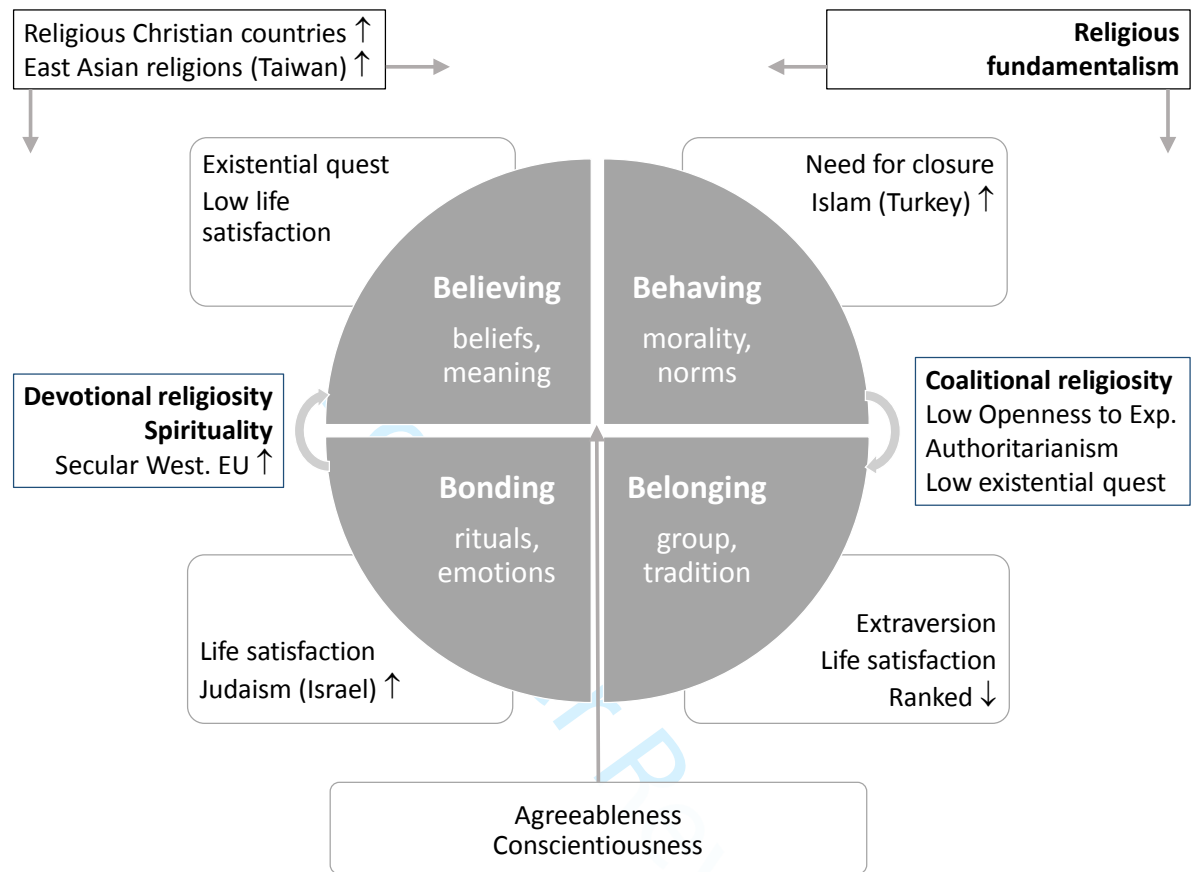 Religious Christian countries ↑
East Asian religions (Taiwan) ↑
Religious
fundamentalism
Existential quest
Low life
satisfaction
Need for closure
Islam (Turkey) ↑
Believing
beliefs,
meaning
Behaving
morality,
norms
Devotional religiosity
Spirituality
Secular West. EU ↑
Coalitional religiosity
Low Openness to Exp.
Authoritarianism
Low existential quest
Bonding
rituals,
emotions
Belonging
group,
tradition
Life satisfaction
Judaism (Israel) ↑
Extraversion
Life satisfaction
Ranked ↓
Agreeableness
Conscientiousness